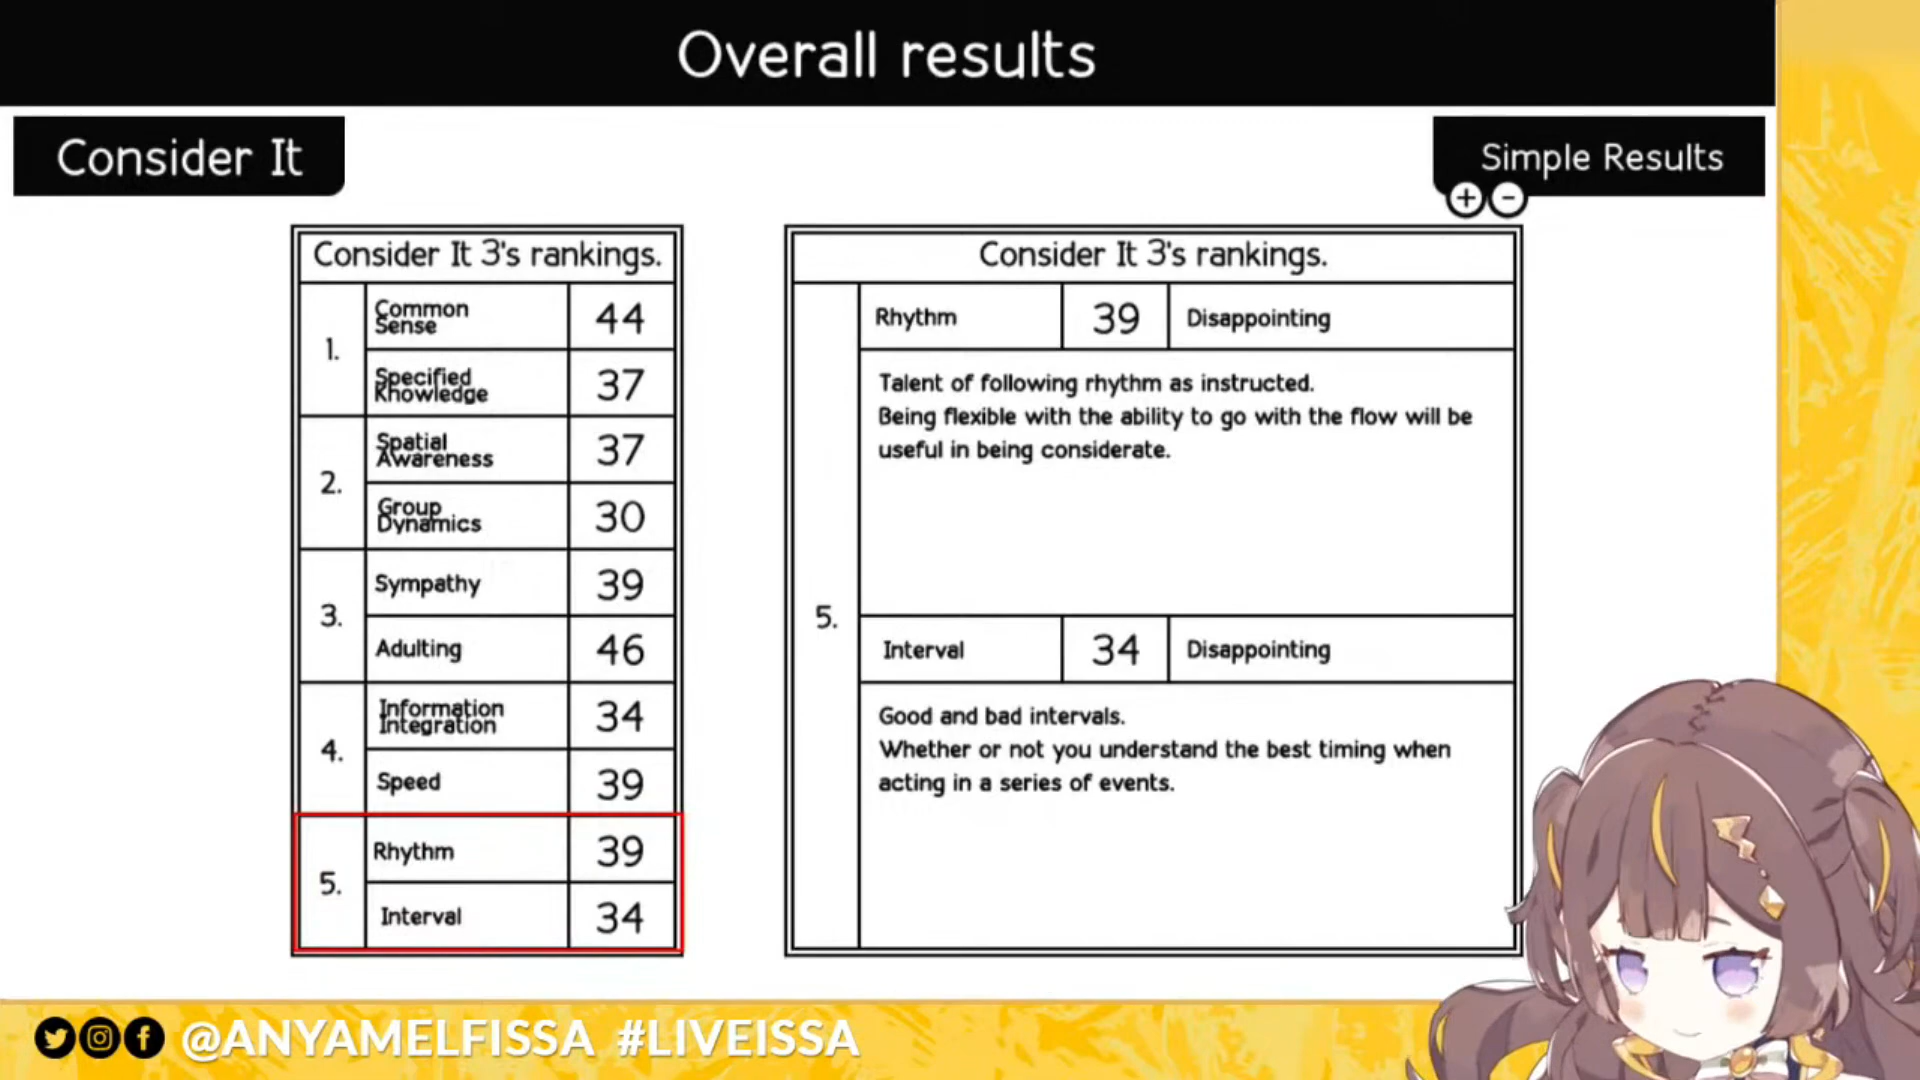 Overall results
Consider It
Simple Results
+ -
Consider It 3's rankings.
1.
Common
Sense
44
Specified
Knowledge
37
2.
Spatial
Awareness
37
Group
Dynamics
30
3.
Sympathy
39
Adulting
46
4.
Information
Integration
34
Speed
39
5.
Rhythm
39
Interval
34
Consider It 3's rankings.
5.
Rhythm
39
Disappointing
Talent of following rhythm as instructed.
Being flexible with the ability to go with the flow will be
useful in being considerate.
Interval
34
Disappointing
Good and bad intervals.
Whether or not you understand the best timing when
acting in a series of events.
@ANYAMELFISSA #LIVEISSA